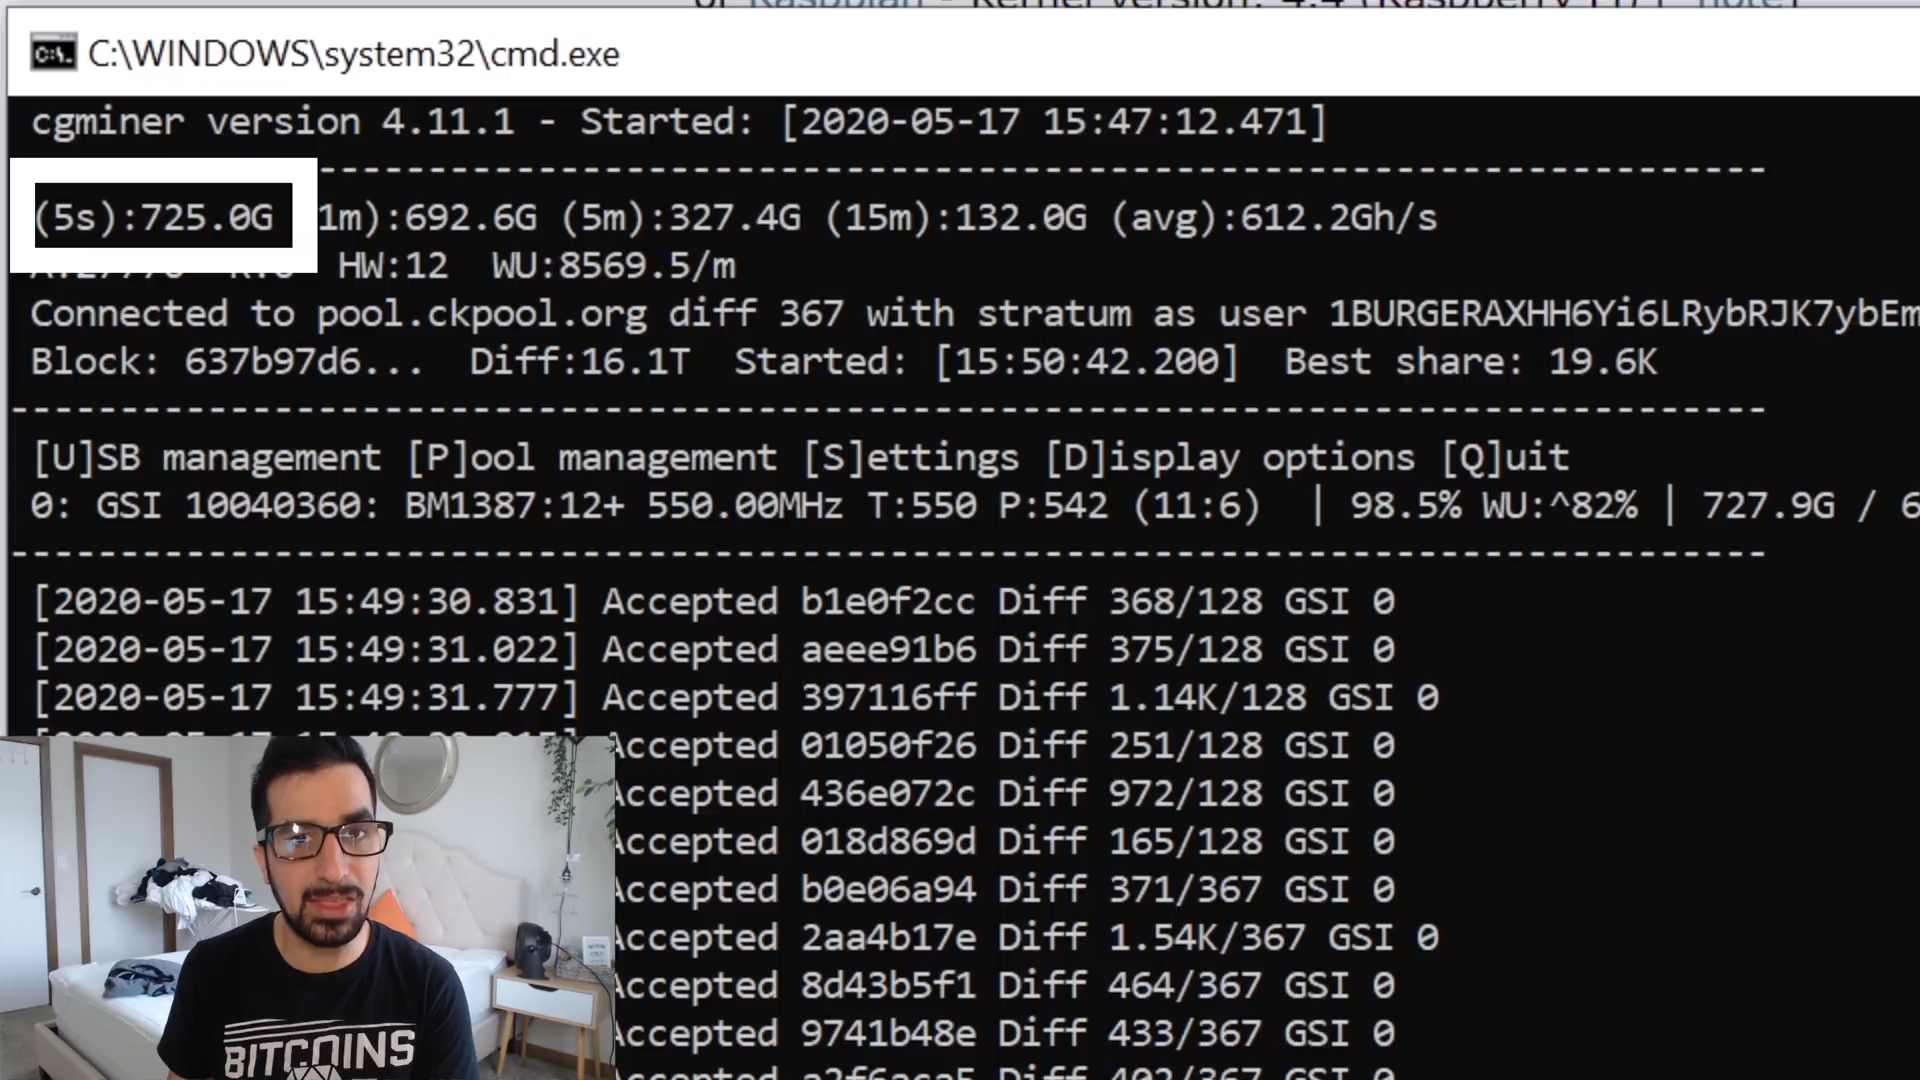 C:\WINDOWS\system32\cmd.exe
cgminer version 4.11.1 - Started: [2020-05-17 15:47:12.471]
(5s):725.0G 1m):692.6G (5m):327.4G (15m):132.0G (avg):612.2Gh/s
HW:12 WU:8569.5/m
Connected to pool.ckpool.org diff 367 with stratum as user 1BURGERAXHH6Yi6LRybRJK7ybEm
Block: 637b97d6... Diff:16.1T Started: [15:50:42.200] Best share: 19.6K
[U]SB management [P]ool management [S]ettings [D]isplay options [Q]uit
0: GSI 10040360: BM1387:12+ 550.00MHz T:550 P:542 (11:6) | 98.5% WU:^82% | 727.9G / 6
[2020-05-17 15:49:30.831] Accepted b1e0f2cc Diff 368/128 GSI 0
[2020-05-17 15:49:31.022] Accepted aeee91b6 Diff 375/128 GSI 0
[2020-05-17 15:49:31.777] Accepted 397116ff Diff 1.14K/128 GSI 0
Accepted 01050f26 Diff 251/128 GSI 0
Accepted 436e072c Diff 972/128 GSI 0
Accepted 018d869d Diff 165/128 GSI 0
Accepted b0e06a94 Diff 371/367 GSI 0
Accepted 2aa4b17e Diff 1.54K/367 GSI 0
Accepted 8d43b5f1 Diff 464/367 GSI 0
Accepted 9741b48e Diff 433/367 GSI 0
BITCOINS